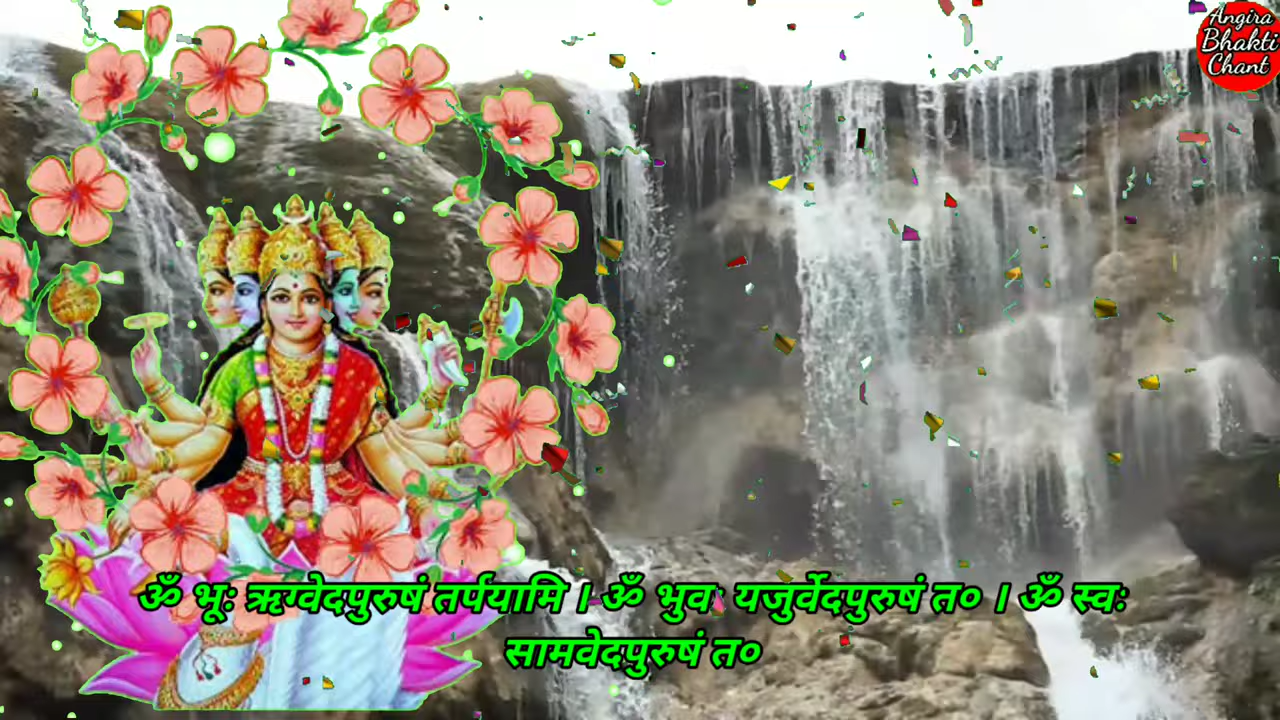 Angira
Bhakti
Chant
ॐ भूः ऋग्वेदपुरुषं तर्पयामि । ॐ भुवः यजुर्वेदपुरुषं त० । ॐ स्वः
सामवेदपुरुषं त०